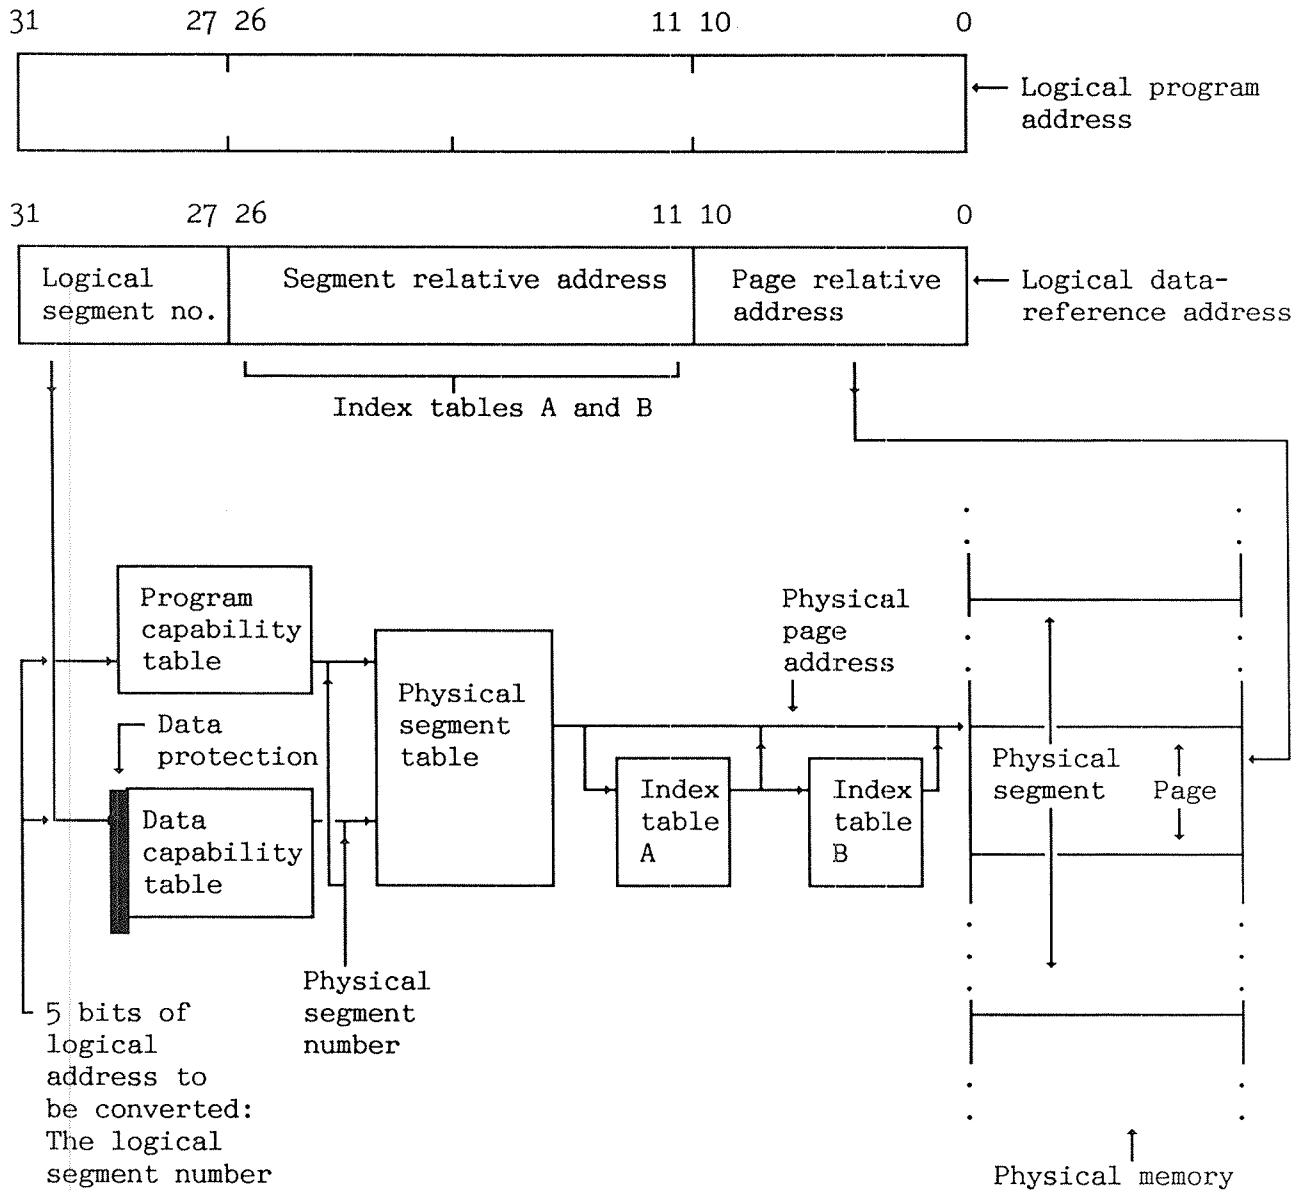 31 27 26 11 10 0
Logical program
address
31 27 26 11 10 0
Logical
segment no.
Segment relative address
Page relative
address
Logical data-
reference address
Index tables A and B
Program
capability
table
Data
protection
Data
capability
table
Physical
segment
table
Physical
page
address
Index
table
A
Index
table
B
Physical
segment
Page
Physical
segment
number
5 bits of
logical
address to
be converted:
The logical
segment number
Physical memory